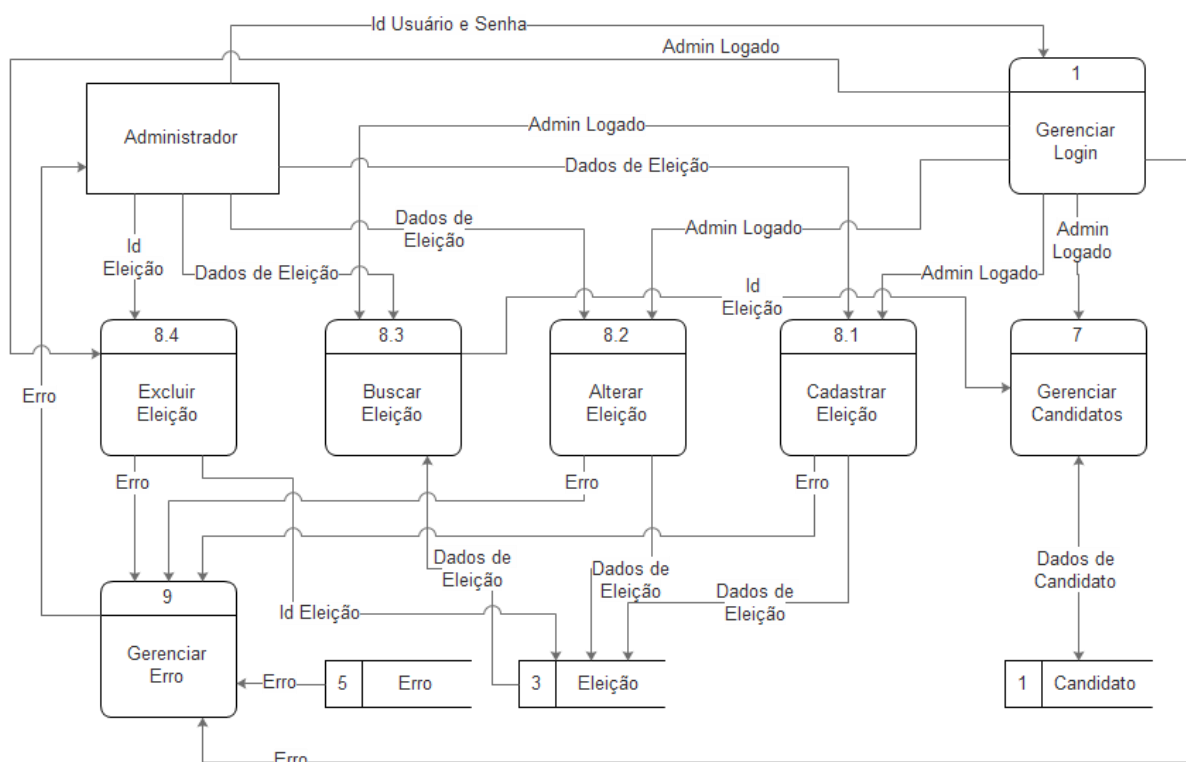 Id Usuário e Senha
Admin Logado
1
Gerenciar
Login
Administrador
Admin Logado
Dados de Eleição
Dados de
Eleição
Admin Logado
Admin
Logado
Id
Eleição
Dados de Eleição
Admin Logado
Id
Eleição
8.4
Excluir
Eleição
8.3
Buscar
Eleição
8.2
Alterar
Eleição
8.1
Cadastrar
Eleição
7
Gerenciar
Candidatos
Erro
Erro
Erro
Erro
Dados de
Eleição
Dados de
Eleição
Dados de
Eleição
Dados de
Candidato
Id Eleição
9
Gerenciar
Erro
Erro
5
Erro
3
Eleição
1
Candidato
Erro